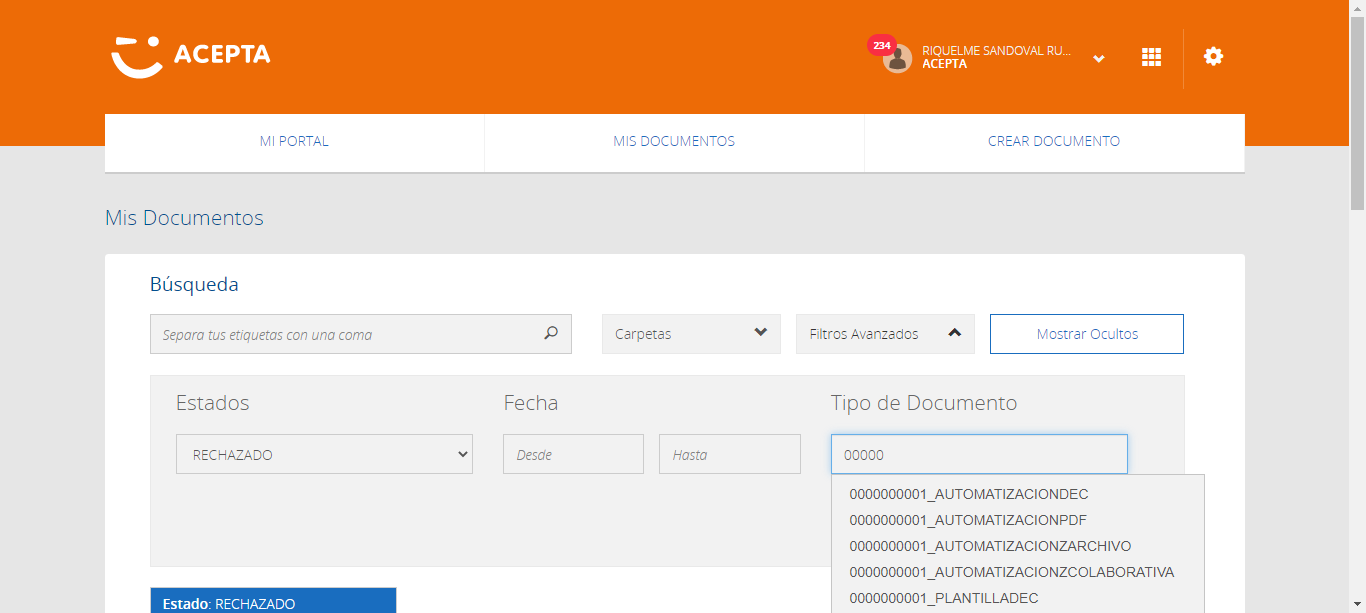 ACEPTA
234
RIQUELME SANDOVAL RU...
ACEPTA
MI PORTAL
MIS DOCUMENTOS
CREAR DOCUMENTO
Mis Documentos
Búsqueda
Separa tus etiquetas con una coma
Carpetas
Filtros Avanzados
Mostrar Ocultos
Estados
Fecha
Tipo de Documento
RECHAZADO
Desde
Hasta
00000
0000000001_AUTOMATIZACIONDEC
0000000001_AUTOMATIZACIONPDF
0000000001_AUTOMATIZACIONZARCHIVO
0000000001_AUTOMATIZACIONZCOLABORATIVA
0000000001_PLANTILLADEC
Estado: RECHAZADO